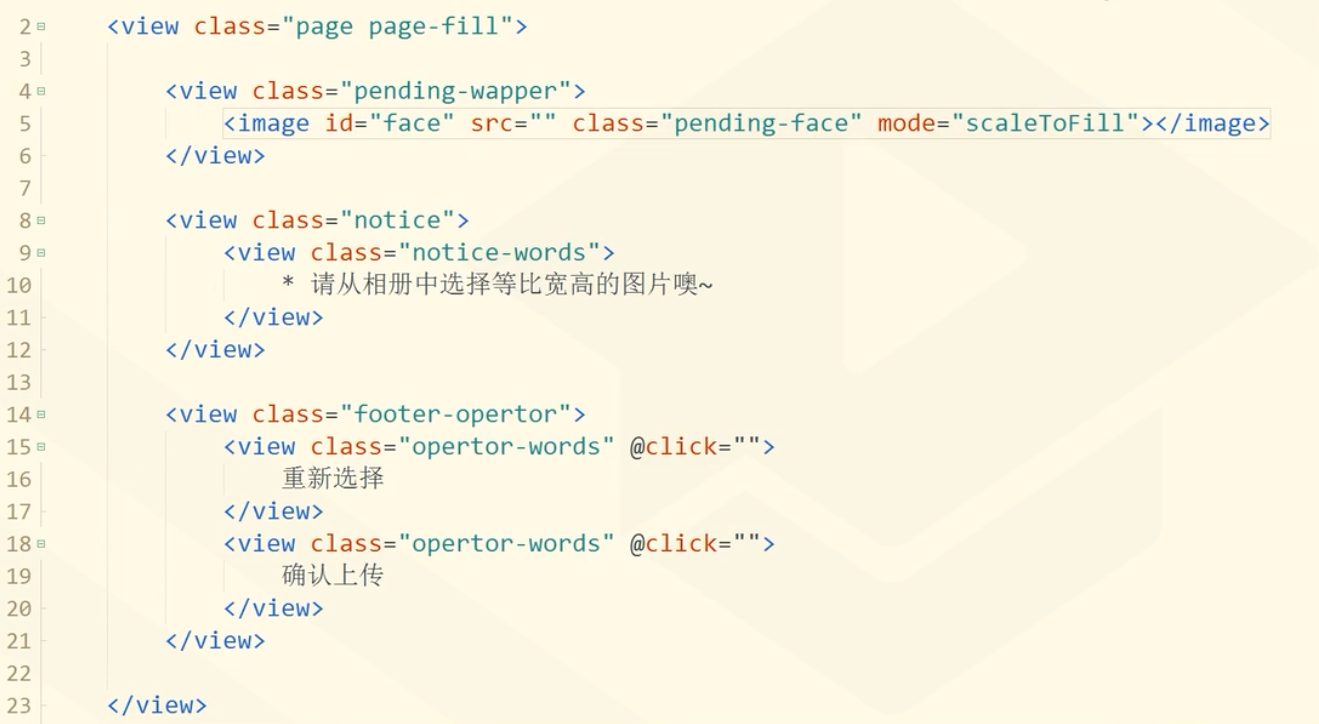 2 <view class="page page-fill">
3
4 <view class="pending-wapper">
5 <image id="face" src="" class="pending-face" mode="scaleToFill"></image>
6 </view>
7
8 <view class="notice">
9 <view class="notice-words">
10 * 请从相册中选择等比宽高的图片噢~
11 </view>
12 </view>
13
14 <view class="footer-opertor">
15 <view class="opertor-words" @click="">
16 重新选择
17 </view>
18 <view class="opertor-words" @click="">
19 确认上传
20 </view>
21 </view>
22
23 </view>